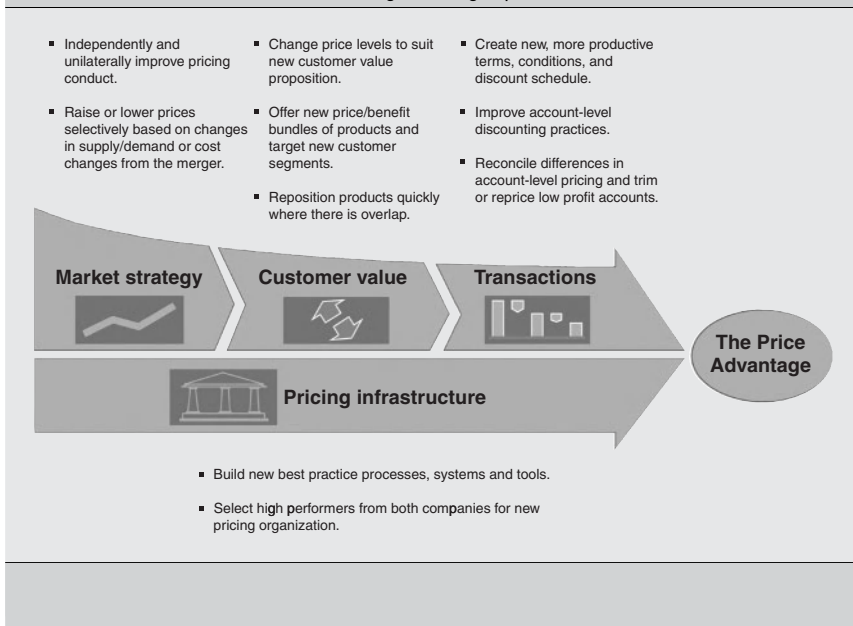 ▪ Independently and
unilaterally improve pricing
conduct.
▪ Raise or lower prices
selectively based on changes
in supply/demand or cost
changes from the merger.
▪ Change price levels to suit
new customer value
proposition.
▪ Offer new price/benefit
bundles of products and
target new customer
segments.
▪ Reposition products quickly
where there is overlap.
▪ Create new, more productive
terms, conditions, and
discount schedule.
▪ Improve account-level
discounting practices.
▪ Reconcile differences in
account-level pricing and trim
or reprice low profit accounts.
Market strategy
Customer value
Transactions
The Price
Advantage
Pricing infrastructure
▪ Build new best practice processes, systems and tools.
▪ Select high performers from both companies for new
pricing organization.